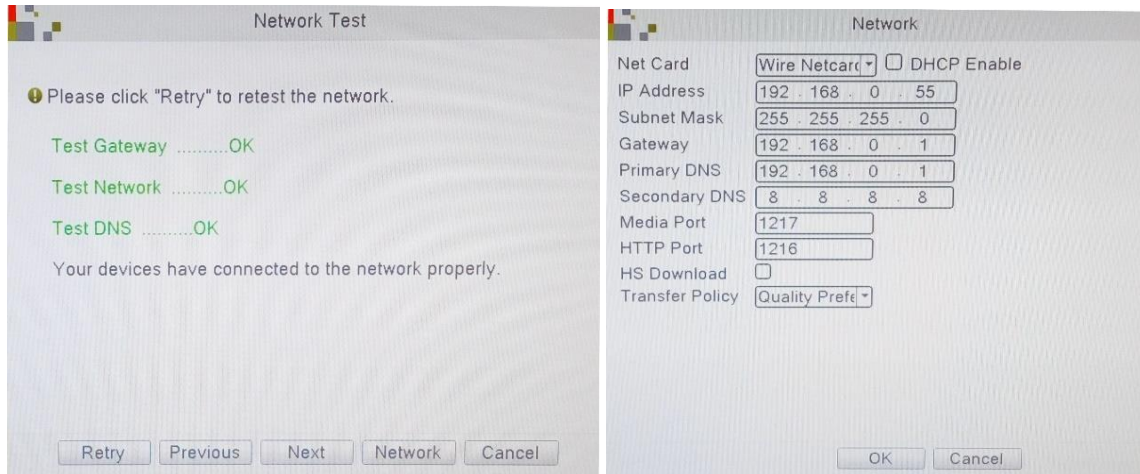 Network Test
Please click "Retry" to retest the network.
Test Gateway ..........OK
Test Network ..........OK
Test DNS ..........OK
Your devices have connected to the network properly.
Retry Previous Next Network Cancel
Network
Net Card Wire Netcard DHCP Enable
IP Address 192 . 168 . 0 . 55
Subnet Mask 255 . 255 . 255 . 0
Gateway 192 . 168 . 0 . 1
Primary DNS 192 . 168 . 0 . 1
Secondary DNS 8 . 8 . 8 . 8
Media Port 1217
HTTP Port 1216
HS Download
Transfer Policy Quality Prefe
OK Cancel